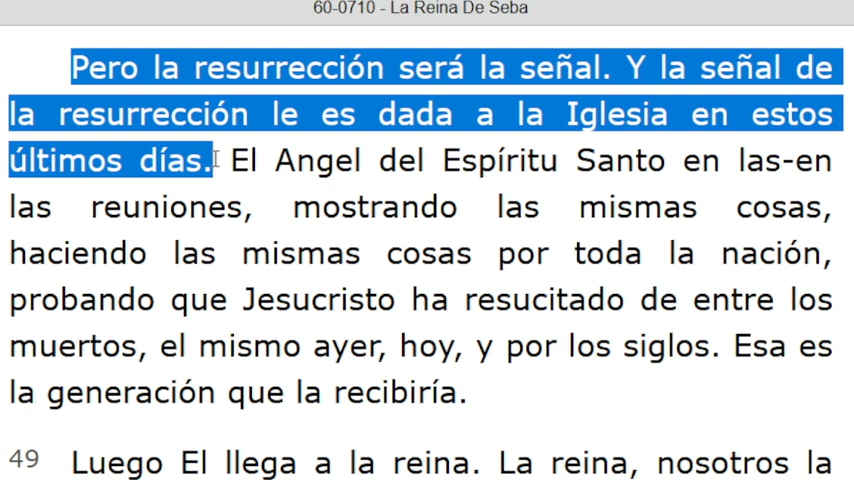 60-0710 - La Reina De Seba
Pero la resurrección será la señal. Y la señal de
la resurrección le es dada a la Iglesia en estos
últimos días. El Angel del Espíritu Santo en las-en
las reuniones, mostrando las mismas cosas,
haciendo las mismas cosas por toda la nación,
probando que Jesucristo ha resucitado de entre los
muertos, el mismo ayer, hoy, y por los siglos. Esa es
la generación que la recibiría.
49 Luego El llega a la reina. La reina, nosotros la